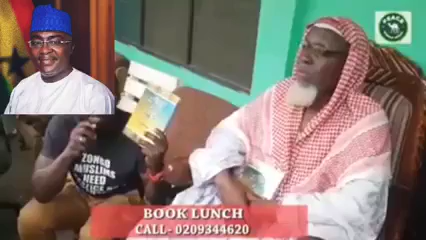 PEACE
ZONGO
MUSLIMS
NEED
BOOK LUNCH
CALL- 0209344620